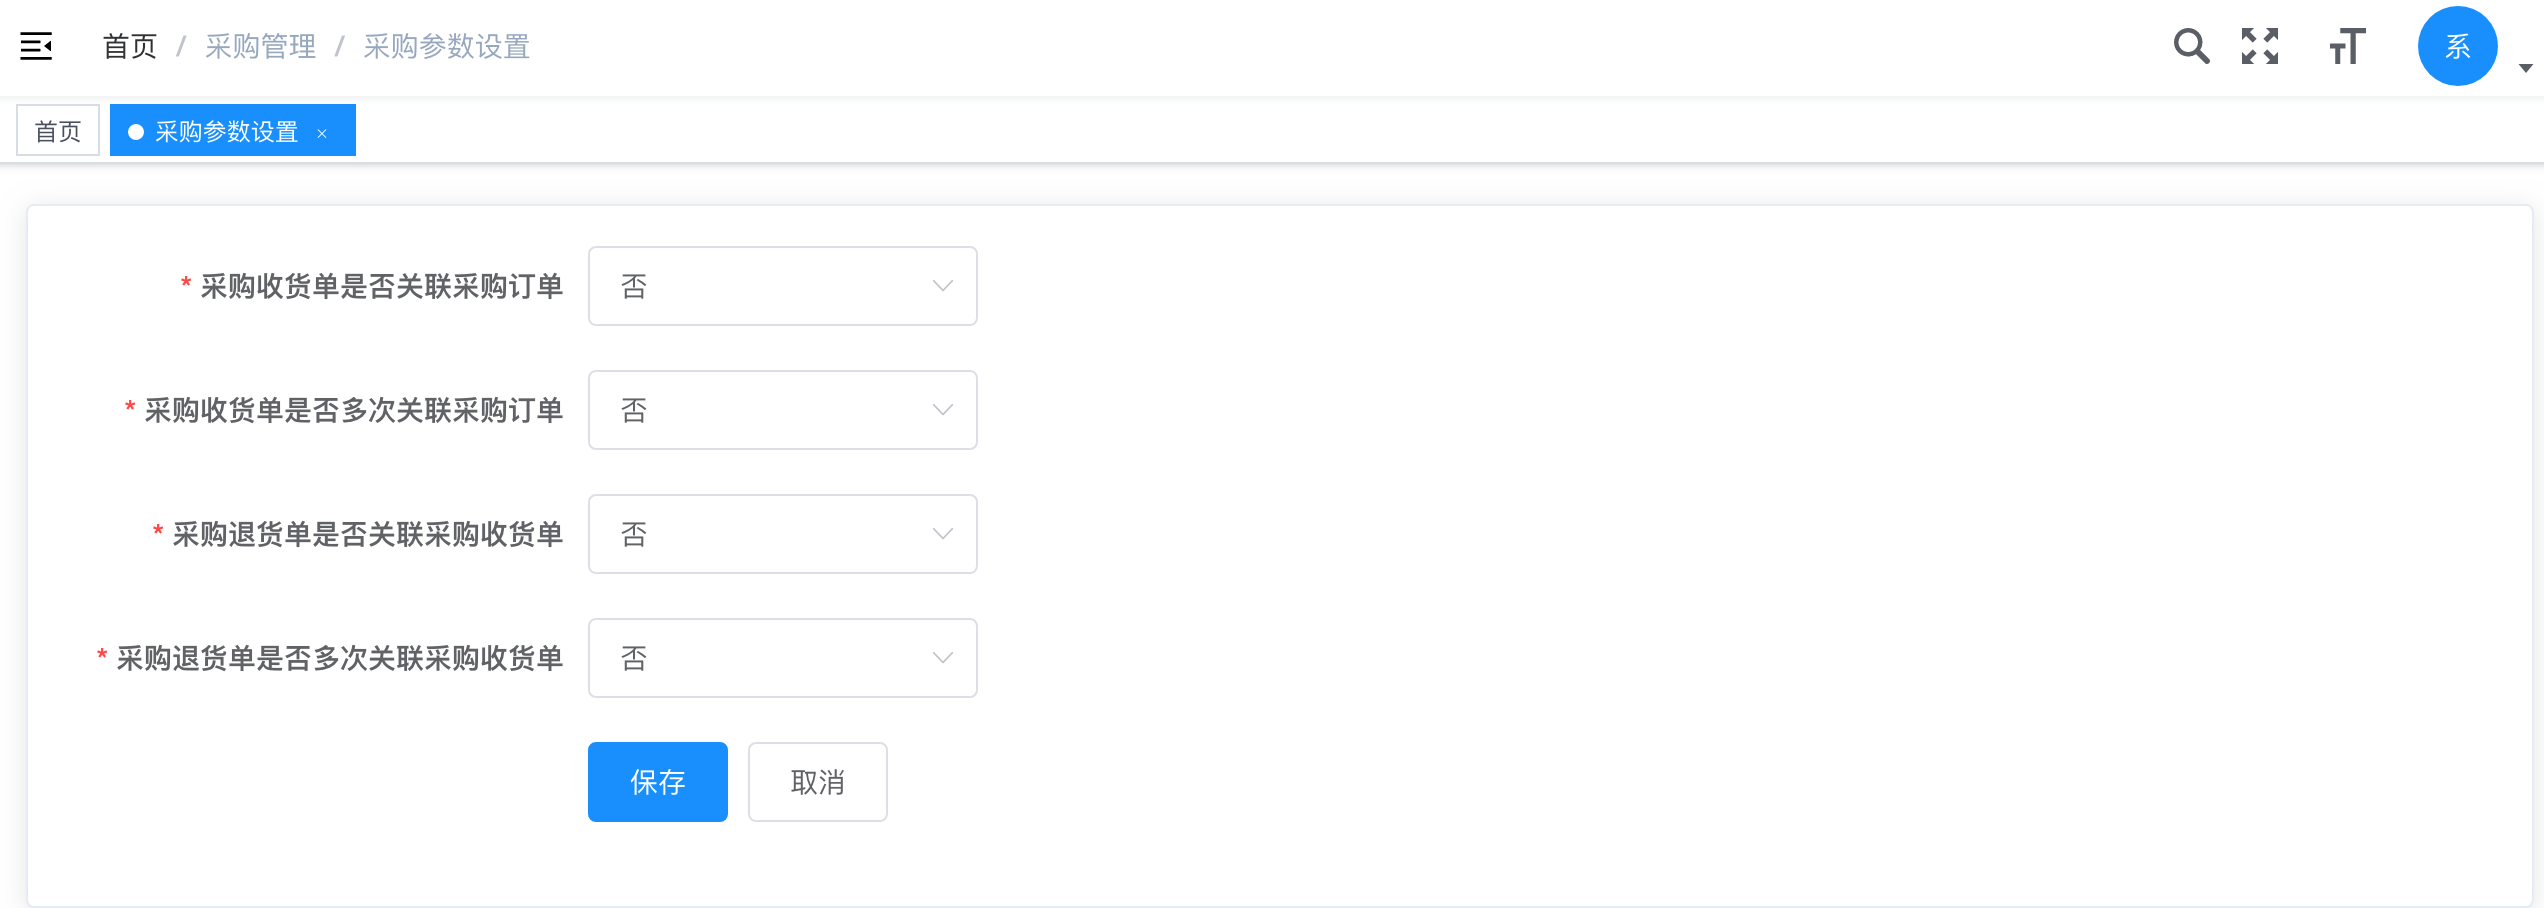 首页 / 采购管理 / 采购参数设置
系
首页
采购参数设置 ×
* 采购收货单是否关联采购订单 否
* 采购收货单是否多次关联采购订单 否
* 采购退货单是否关联采购收货单 否
* 采购退货单是否多次关联采购收货单 否
保存 取消